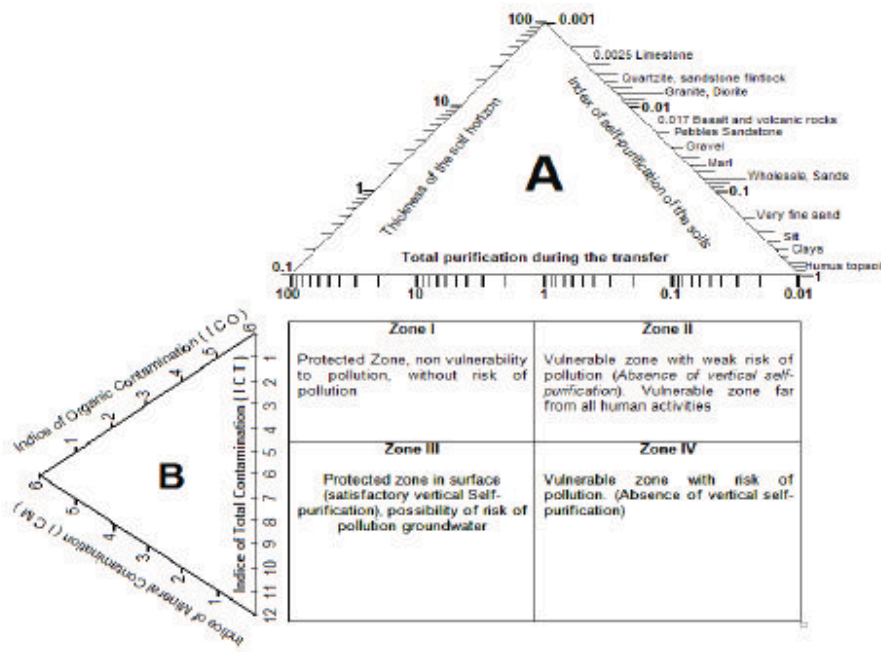 100
0.001
0.0025 Limestone
Quartzite, sandstone flintlock
Granite, Diorite
0.01
0.017 Basalt and volcanic rocks
Pebbles Sandstone
Gravel
Marl
Wholesale, Sands
0.1
Very fine sand
Silt
Clays
Humus topsoil
1
10
1
0.1
Thickness of the soil horizon
Index of self-purification of the soils
A
Total purification during the transfer
100
10
1
0.1
0.01
Indice of Organic Contamination ( I C O )
1
2
3
4
5
6
B
Indice of Total Contamination ( I C T )
1
2
3
4
5
6
7
8
9
10
11
12
Indice of Mineral Contamination ( I C M )
6
5
4
3
2
1
Zone I
Protected Zone, non vulnerability
to pollution, without risk of
pollution
Zone II
Vulnerable zone with weak risk of
pollution (Absence of vertical self-
purification). Vulnerable zone far
from all human activities
Zone III
Protected zone in surface
(satisfactory vertical Self-
purification), possibility of risk of
pollution groundwater
Zone IV
Vulnerable zone with risk of
pollution. (Absence of vertical self-
purification)